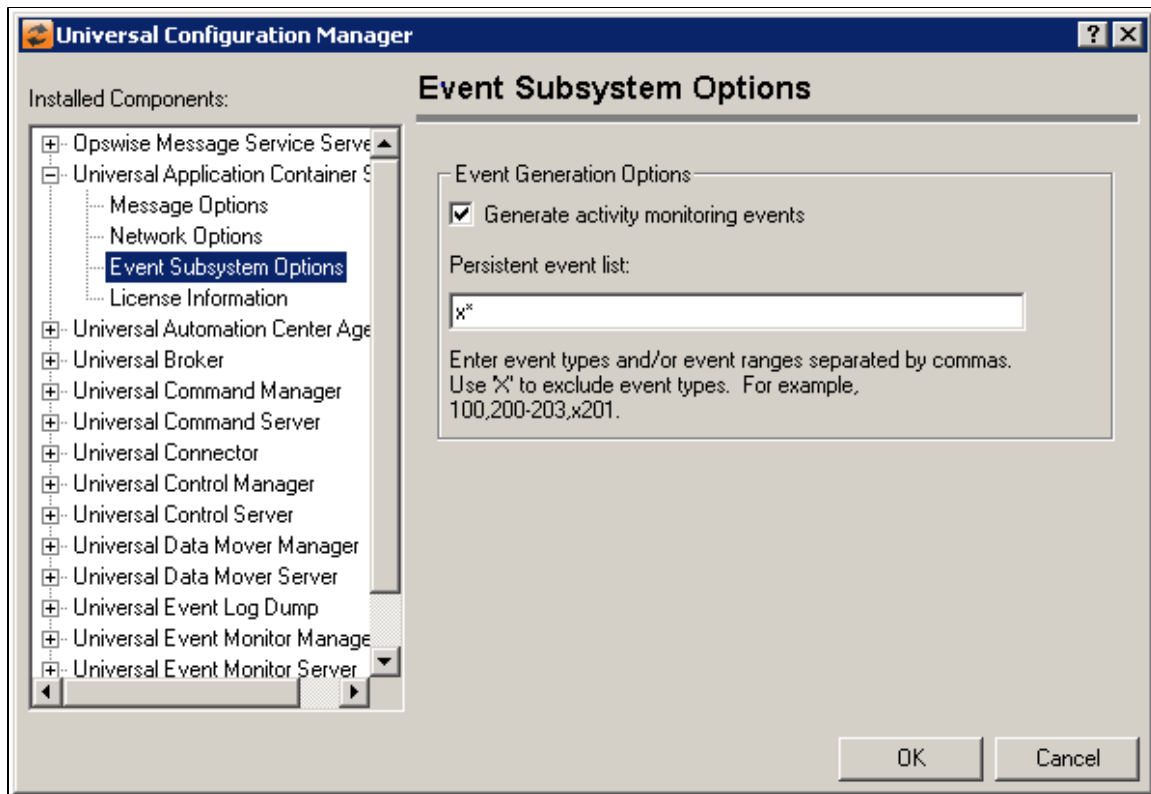 Universal Configuration Manager
Installed Components:
Opswise Message Service Serve
Universal Application Container S
Message Options
Network Options
Event Subsystem Options
License Information
Universal Automation Center Age
Universal Broker
Universal Command Manager
Universal Command Server
Universal Connector
Universal Control Manager
Universal Control Server
Universal Data Mover Manager
Universal Data Mover Server
Universal Event Log Dump
Universal Event Monitor Manage
Universal Event Monitor Server
Event Subsystem Options
Event Generation Options
Generate activity monitoring events
Persistent event list:
x*
Enter event types and/or event ranges separated by commas.
Use 'X' to exclude event types.  For example,
100,200-203,x201.
OK
Cancel